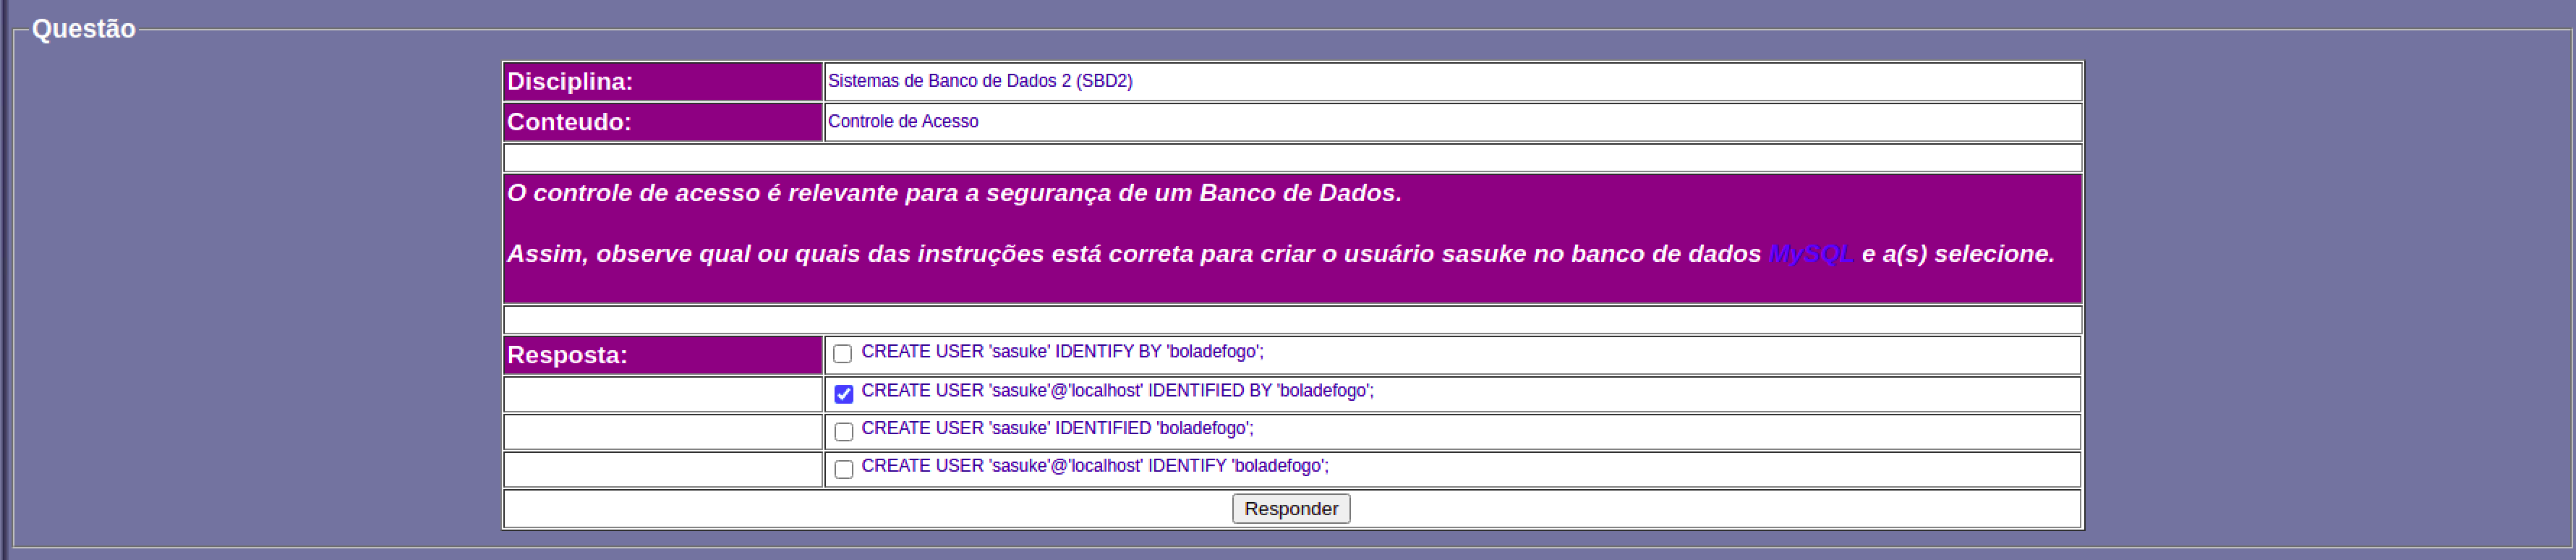 Questão
Disciplina: Sistemas de Banco de Dados 2 (SBD2)
Conteudo: Controle de Acesso
O controle de acesso é relevante para a segurança de um Banco de Dados.
Assim, observe qual ou quais das instruções está correta para criar o usuário sasuke no banco de dados MySQL e a(s) selecione.
Resposta: CREATE USER 'sasuke' IDENTIFY BY 'boladefogo';
CREATE USER 'sasuke'@'localhost' IDENTIFIED BY 'boladefogo';
CREATE USER 'sasuke' IDENTIFIED 'boladefogo';
CREATE USER 'sasuke'@'localhost' IDENTIFY 'boladefogo';
Responder